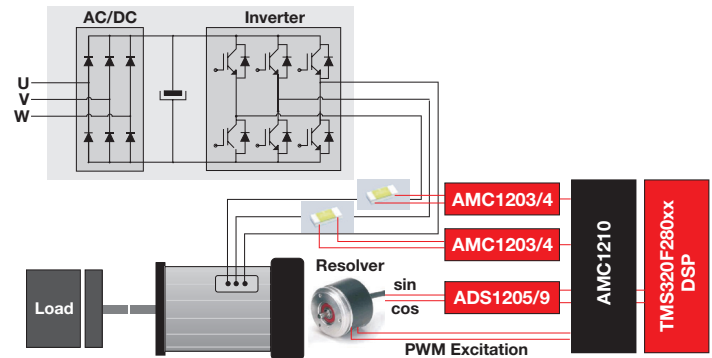 AC/DC
Inverter
U
V
W
AMC1203/4
AMC1203/4
Resolver
sin
cos
ADS1205/9
AMC1210
TMS320F280xx
DSP
Load
PWM Excitation